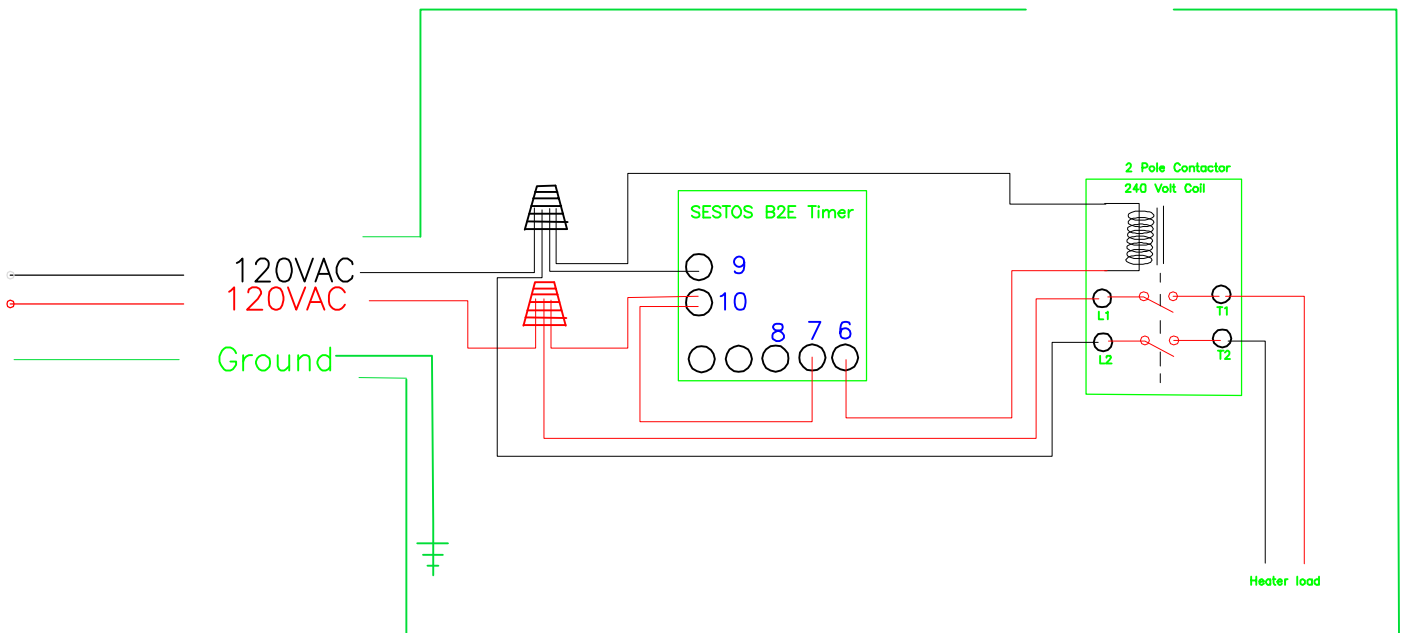 2 Pole Contactor
240 Volt Coil
SESTOS B2E Timer
120VAC
9
120VAC
10
L1
T1
8 7 6
Ground
L2
T2
Heater load